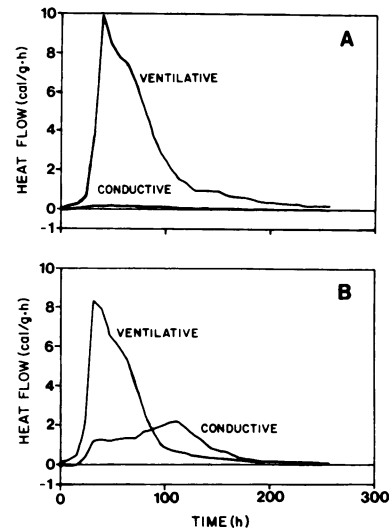 10
8
6
4
2
0
-1
HEAT FLOW (cal/g·h)
A
VENTILATIVE
CONDUCTIVE
10
8
6
4
2
0
-1
HEAT FLOW (cal/g·h)
B
VENTILATIVE
CONDUCTIVE
0
100
200
300
TIME (h)